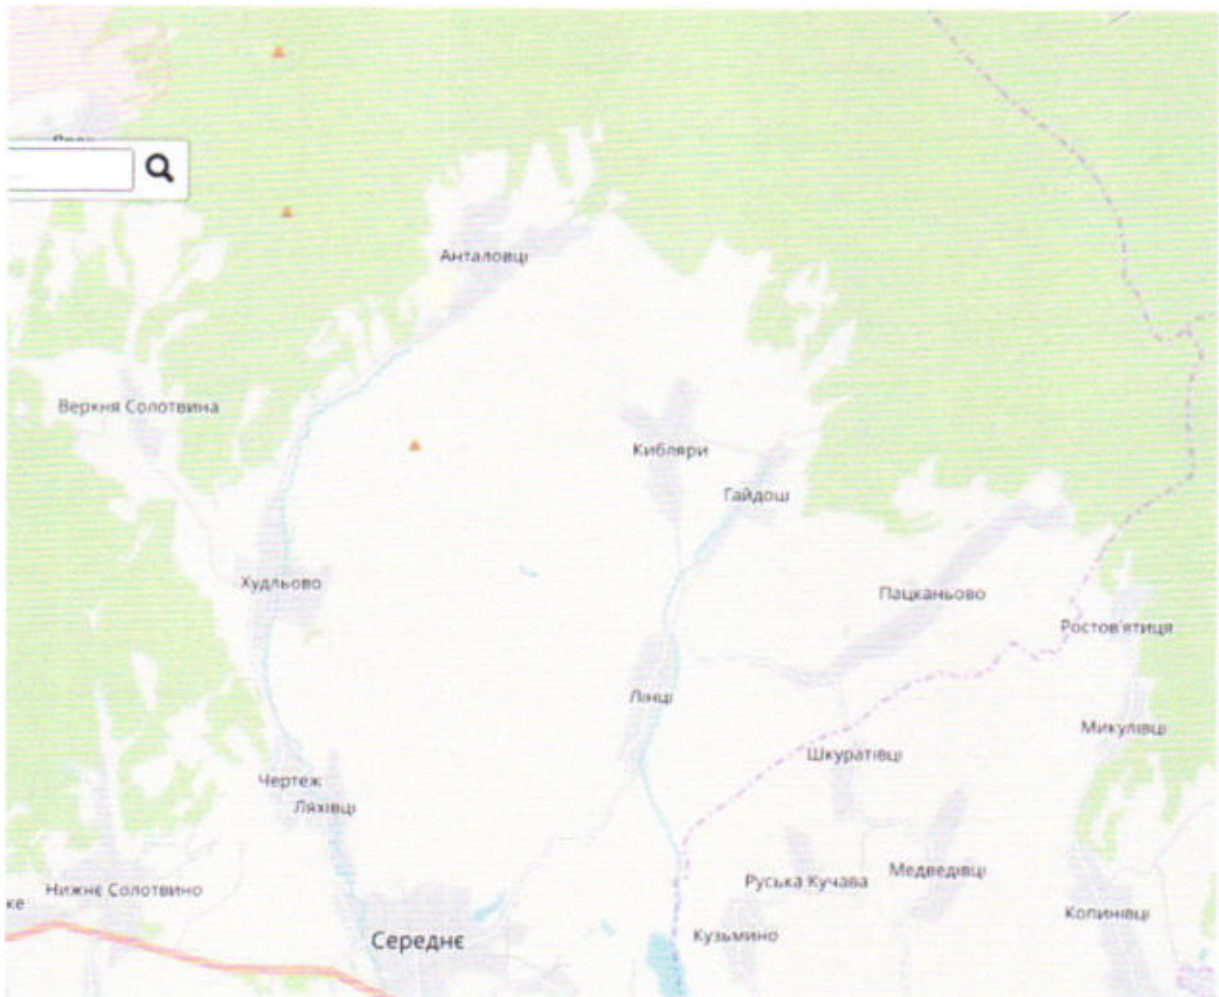 Анталовці
Верхня Солотвина
Кибляри
Гайдош
Худльово
Пацканьово
Ростов'ятиця
Лінці
Микулівці
Шкуратівці
Чертеж
Ляхівці
Медведівці
Руська Кучава
Нижнє Солотвино
ке
Копинівці
Середнє
Кузьмино